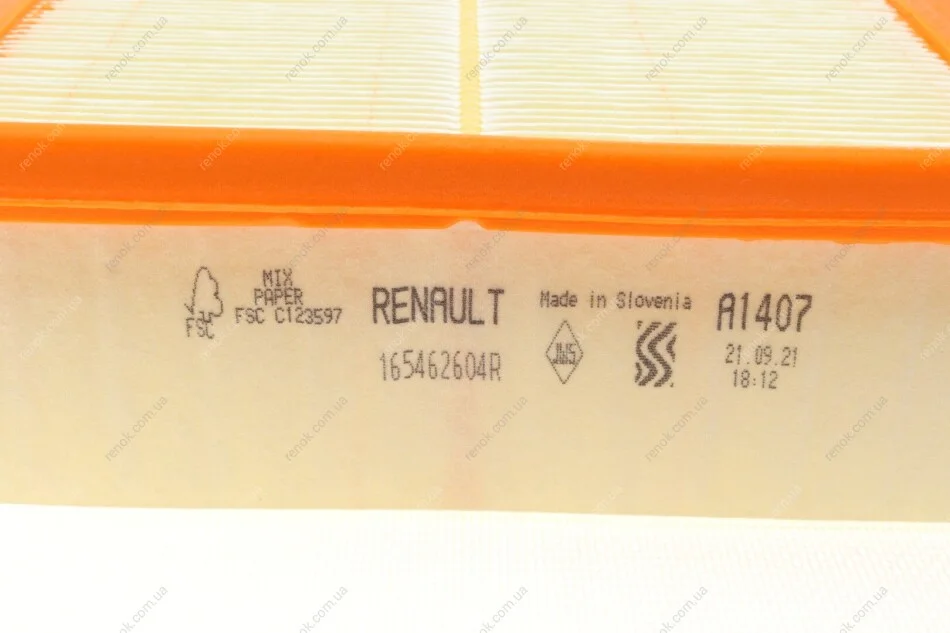 MIX
PAPER
FSC C123597
FSC
RENAULT
165462604R
Made in Slovenia
A1407
21.09.21
18:12
renok.com.ua